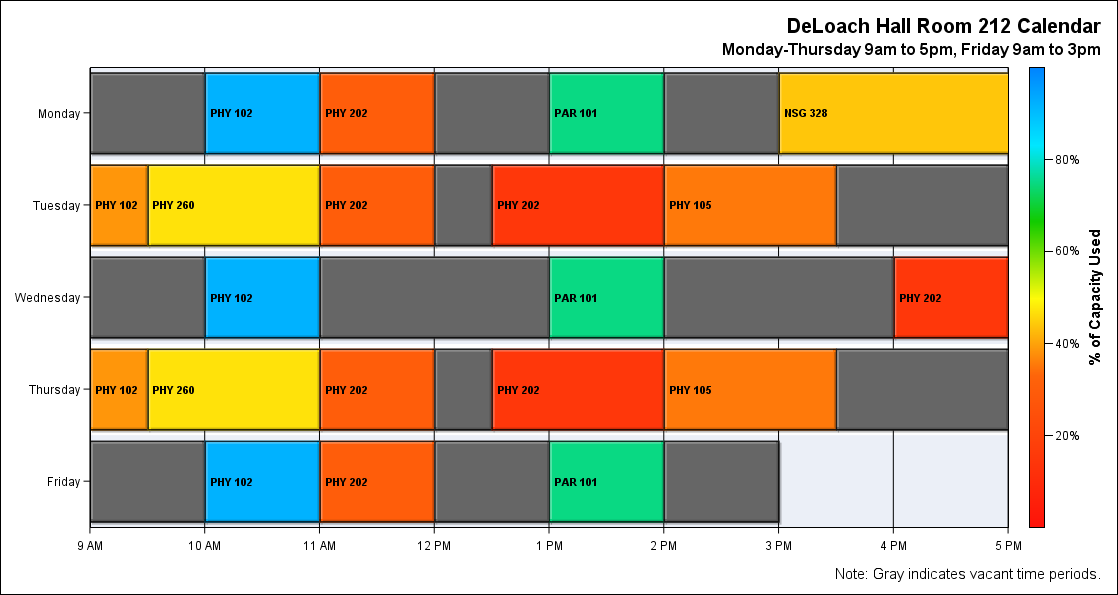 DeLoach Hall Room 212 Calendar
Monday-Thursday 9am to 5pm, Friday 9am to 3pm
Monday
PHY 102
PHY 202
PAR 101
NSG 328
Tuesday
PHY 102
PHY 260
PHY 202
PHY 202
PHY 105
Wednesday
PHY 102
PAR 101
PHY 202
Thursday
PHY 102
PHY 260
PHY 202
PHY 202
PHY 105
Friday
PHY 102
PHY 202
PAR 101
9 AM
10 AM
11 AM
12 PM
1 PM
2 PM
3 PM
4 PM
5 PM
80%
60%
40%
20%
% of Capacity Used
Note: Gray indicates vacant time periods.